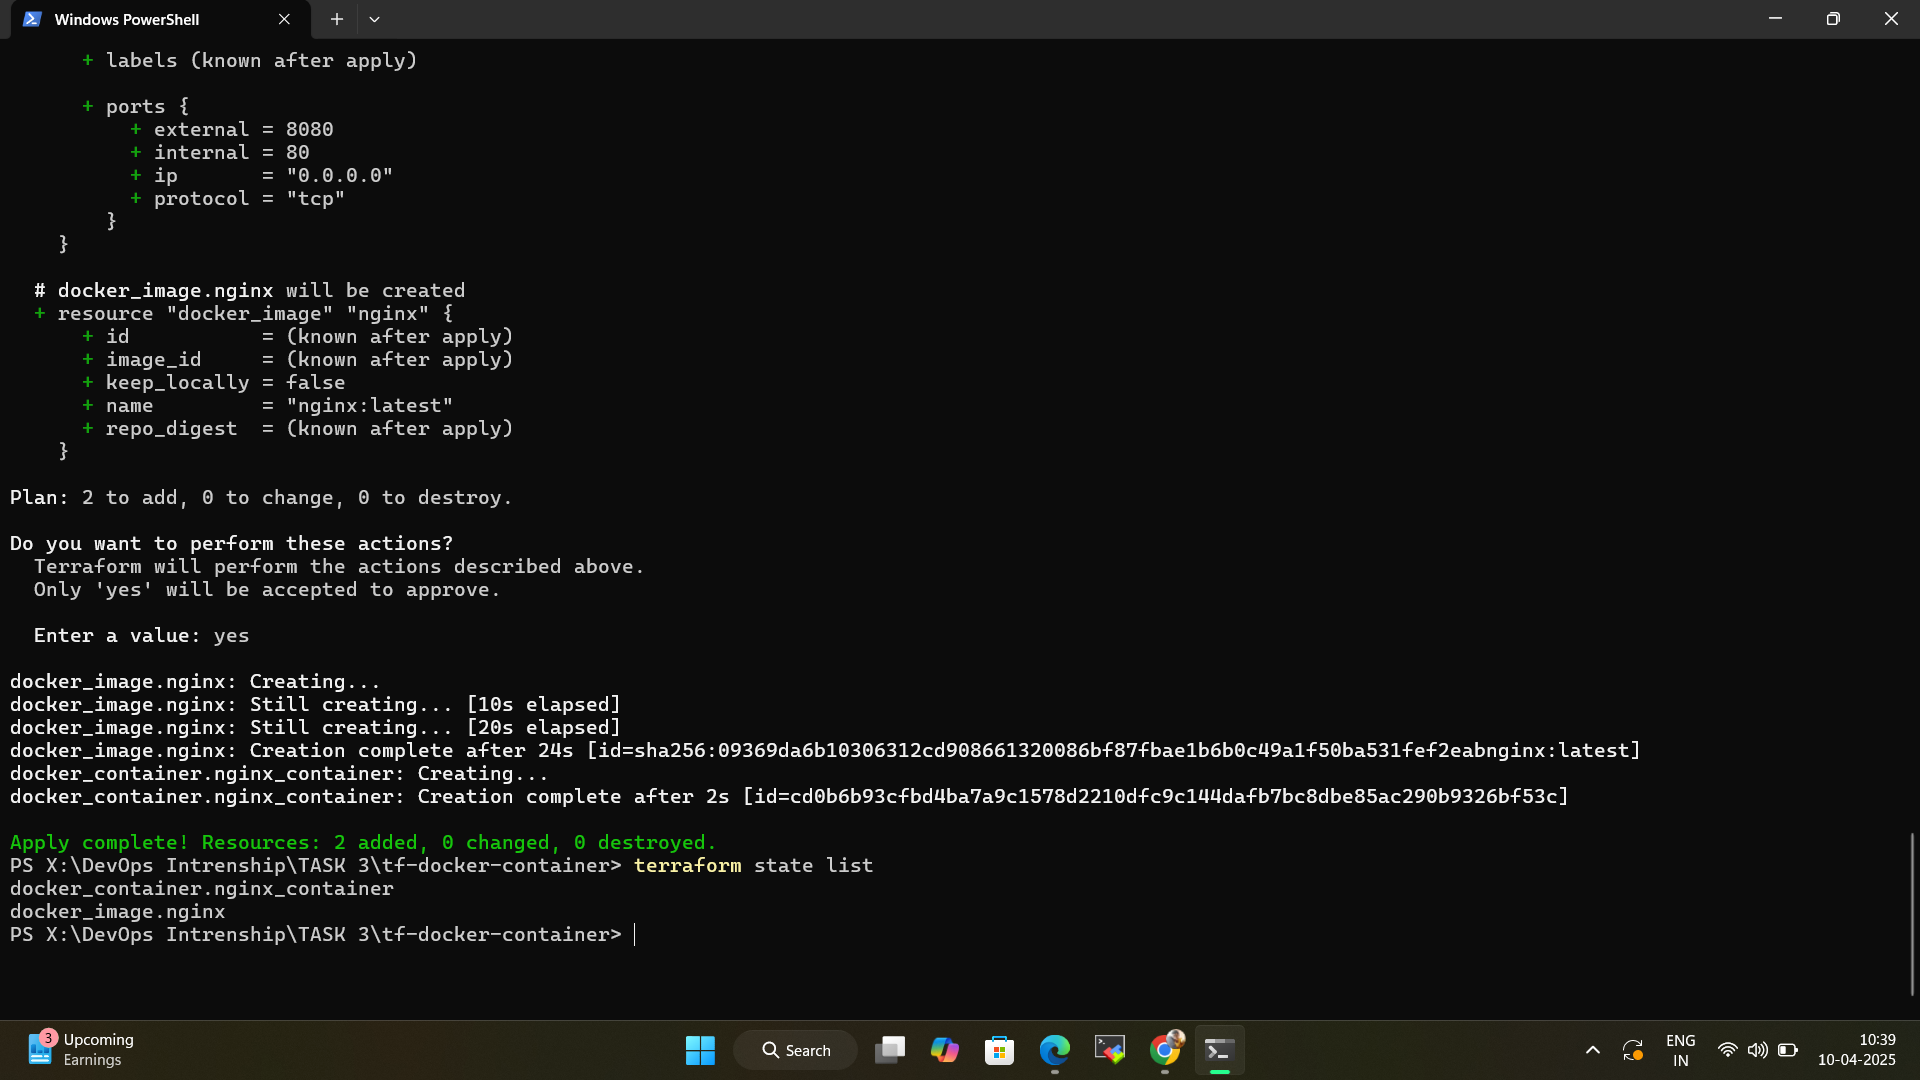 Windows PowerShell
+ labels (known after apply)
+ ports {
+ external = 8080
+ internal = 80
+ ip       = "0.0.0.0"
+ protocol = "tcp"
}
}
# docker_image.nginx will be created
+ resource "docker_image" "nginx" {
+ id           = (known after apply)
+ image_id     = (known after apply)
+ keep_locally = false
+ name         = "nginx:latest"
+ repo_digest  = (known after apply)
}
Plan: 2 to add, 0 to change, 0 to destroy.
Do you want to perform these actions?
Terraform will perform the actions described above.
Only 'yes' will be accepted to approve.
Enter a value: yes
docker_image.nginx: Creating...
docker_image.nginx: Still creating... [10s elapsed]
docker_image.nginx: Still creating... [20s elapsed]
docker_image.nginx: Creation complete after 24s [id=sha256:09369da6b10306312cd908661320086bf87fbae1b6b0c49a1f50ba531fef2eabnginx:latest]
docker_container.nginx_container: Creating...
docker_container.nginx_container: Creation complete after 2s [id=cd0b6b93cfbd4ba7a9c1578d2210dfc9c144dafb7bc8dbe85ac290b9326bf53c]
Apply complete! Resources: 2 added, 0 changed, 0 destroyed.
PS X:\DevOps Intrenship\TASK 3\tf-docker-container> terraform state list
docker_container.nginx_container
docker_image.nginx
PS X:\DevOps Intrenship\TASK 3\tf-docker-container>
3
Upcoming
Earnings
Search
ENG
IN
10:39
10-04-2025